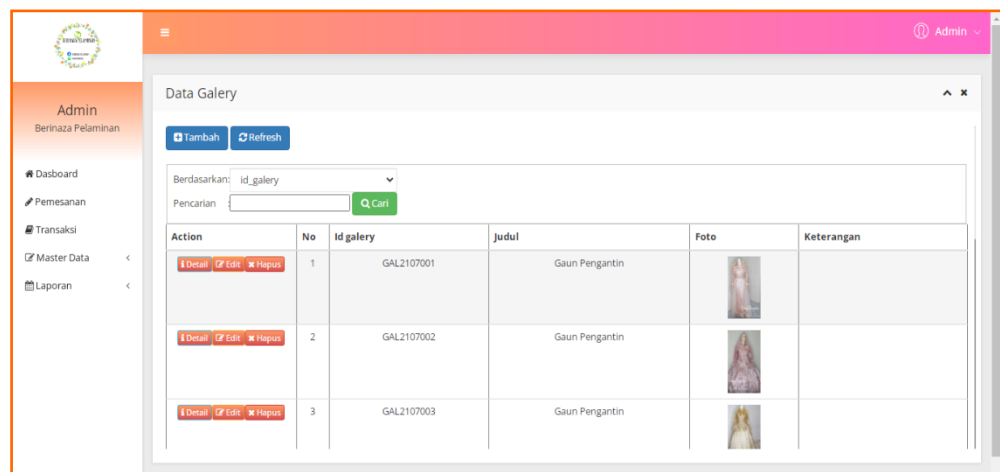 Admin
Data Galery
Admin
Berinaza Pelaminan
Tambah Refresh
Dasboard
Pemesanan
Transaksi
Master Data
Laporan
Berdasarkan: id_galery
Pencarian : Cari
Action No Id galery Judul Foto Keterangan
Detail Edit Hapus 1 GAL2107001 Gaun Pengantin
Detail Edit Hapus 2 GAL2107002 Gaun Pengantin
Detail Edit Hapus 3 GAL2107003 Gaun Pengantin